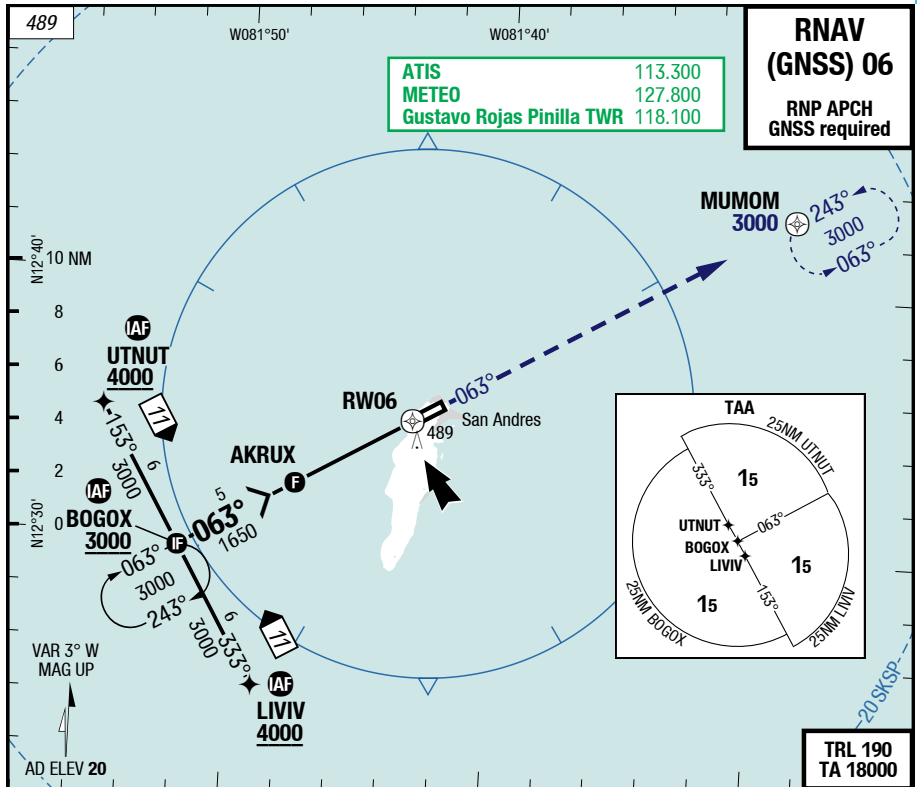 489
W081°50'
W081°40'
RNAV
(GNSS) 06
RNP APCH
GNSS required
ATIS 113.300
METEO 127.800
Gustavo Rojas Pinilla TWR 118.100
MUMOM
3000
243°
3000
063°
N12°40'
10 NM
8
6
4
2
0
N12°30'
IAF
UTNUT
4000
11
153°
6
3000
IAF
BOGOX
3000
IF
063°
3000
243°
AKRUX
F
5
063°
1650
RW06
489
San Andres
063°
6
333°
3000
11
IAF
LIVIV
4000
VAR 3° W
MAG UP
AD ELEV 20
TAA
25NM UTNUT
333°
15
UTNUT
063°
BOGOX
LIVIV
15
15
153°
25NM BOGOX
25NM LIVIV
20 SKSP
TRL 190
TA 18000